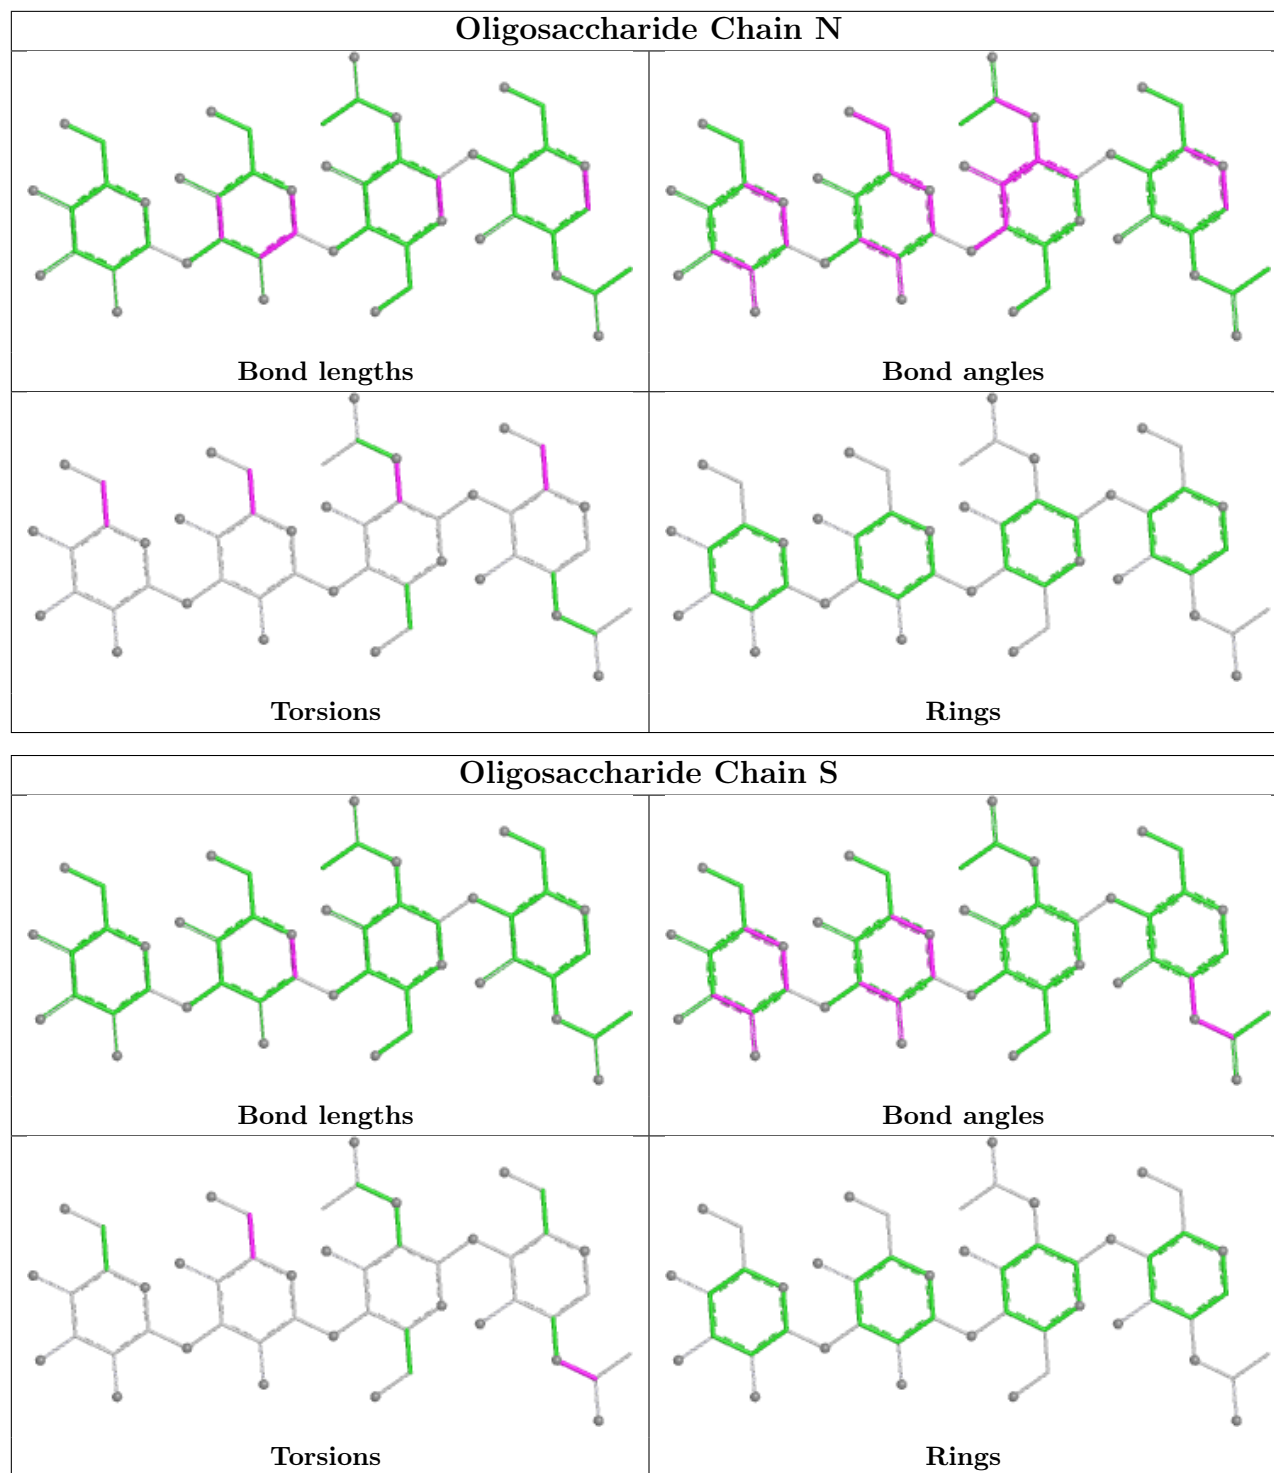 Oligosaccharide Chain N
Bond lengths
Bond angles
Torsions
Rings
Oligosaccharide Chain S
Bond lengths
Bond angles
Torsions
Rings